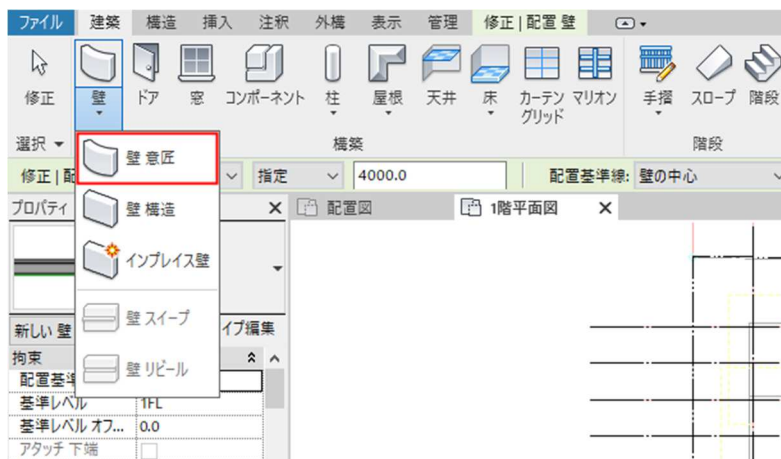 ファイル 建築 構造 挿入 注釈 外構 表示 管理 修正 | 配置 壁
修正 壁 ドア 窓 コンポーネント 柱 屋根 天井 床 カーテン グリッド マリオン 手摺 スロープ 階段
選択 構築 階段
修正 | 配 指定 4000.0 配置基準線: 壁の中心
プロパティ 配置図 1階平面図
壁 意匠
壁 構造
インプレイス壁
壁 スイープ
壁 リビール
新しい 壁 イプ編集
拘束
配置基準
基準レベル 1FL
基準レベル オフ... 0.0
アタッチ 下端